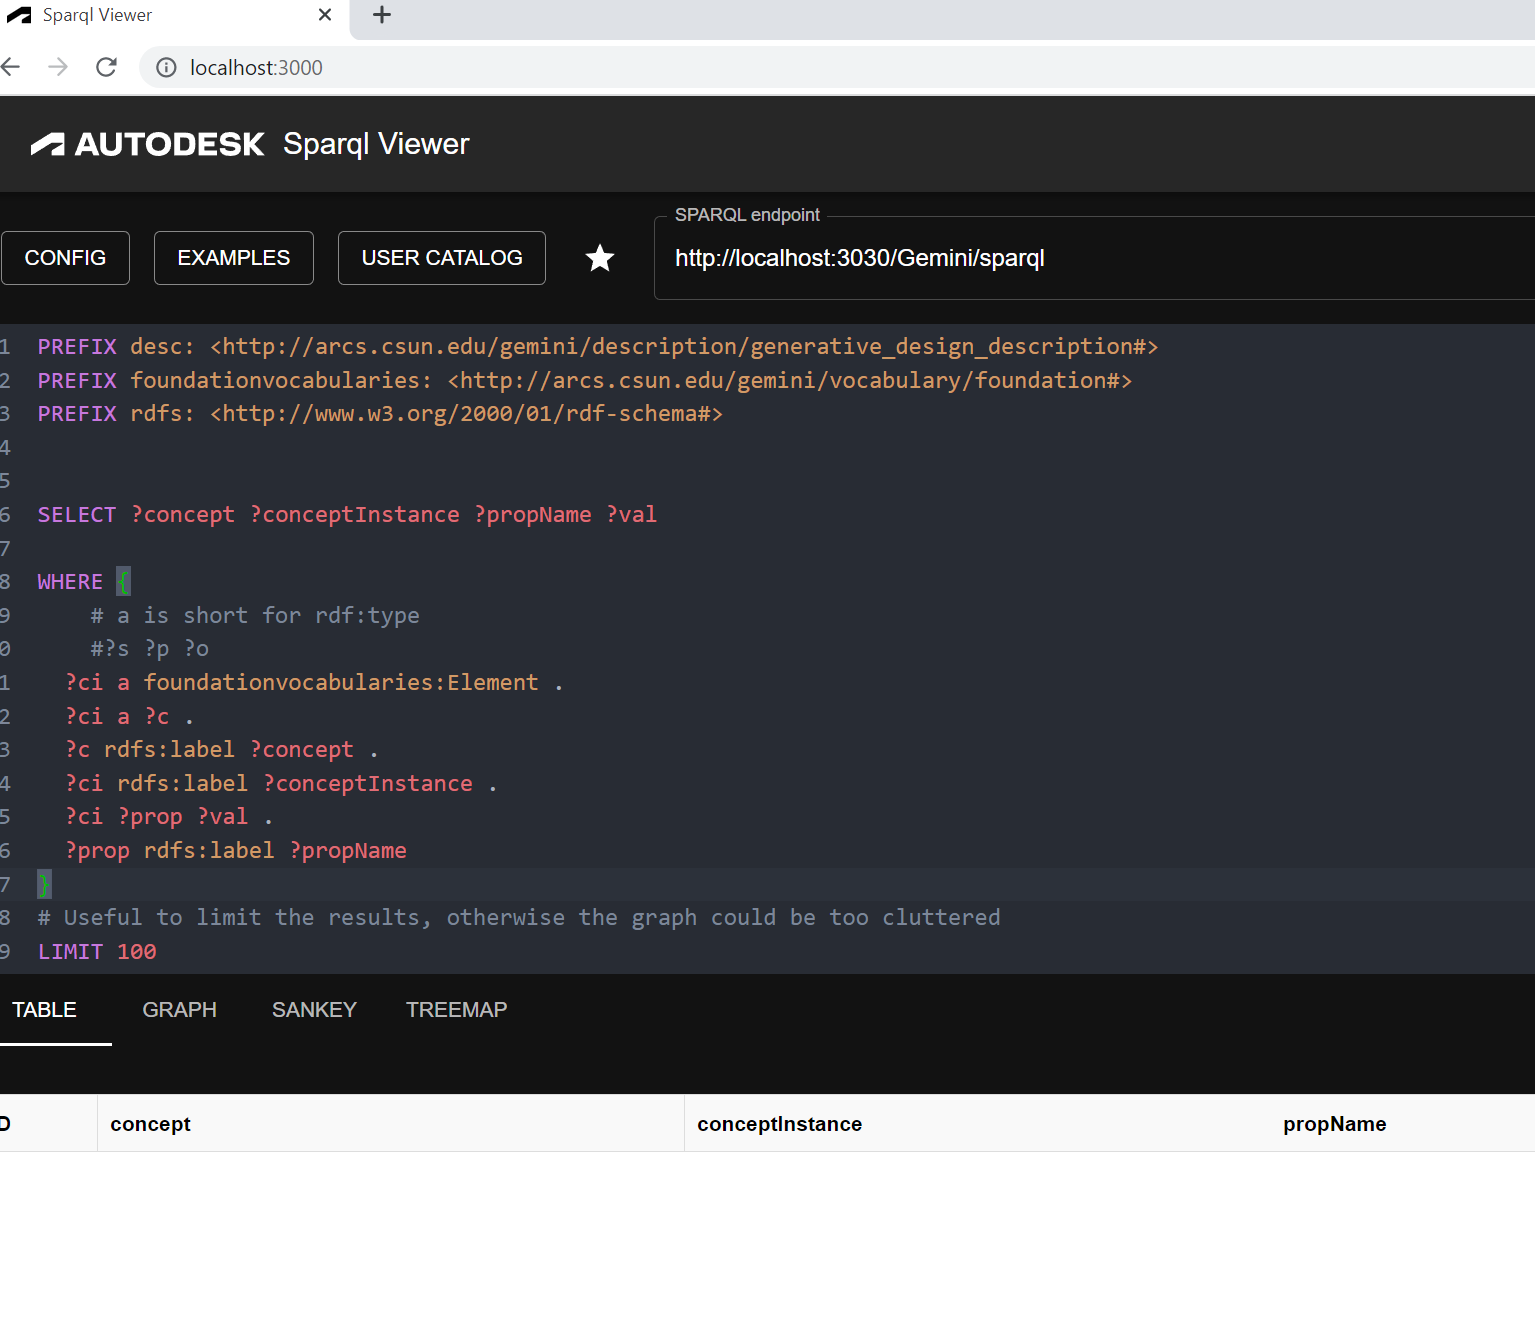 Sparql Viewer
localhost:3000
AUTODESK Sparql Viewer
SPARQL endpoint
CONFIG EXAMPLES USER CATALOG http://localhost:3030/Gemini/sparql
1 PREFIX desc: <http://arcs.csun.edu/gemini/description/generative_design_description#>
2 PREFIX foundationvocabularies: <http://arcs.csun.edu/gemini/vocabulary/foundation#>
3 PREFIX rdfs: <http://www.w3.org/2000/01/rdf-schema#>
4
5
6 SELECT ?concept ?conceptInstance ?propName ?val
7
8 WHERE {
9 # a is short for rdf:type
0 #?s ?p ?o
1 ?ci a foundationvocabularies:Element .
2 ?ci a ?c .
3 ?c rdfs:label ?concept .
4 ?ci rdfs:label ?conceptInstance .
5 ?ci ?prop ?val .
6 ?prop rdfs:label ?propName
7 }
8 # Useful to limit the results, otherwise the graph could be too cluttered
9 LIMIT 100
TABLE GRAPH SANKEY TREEMAP
D concept conceptInstance propName